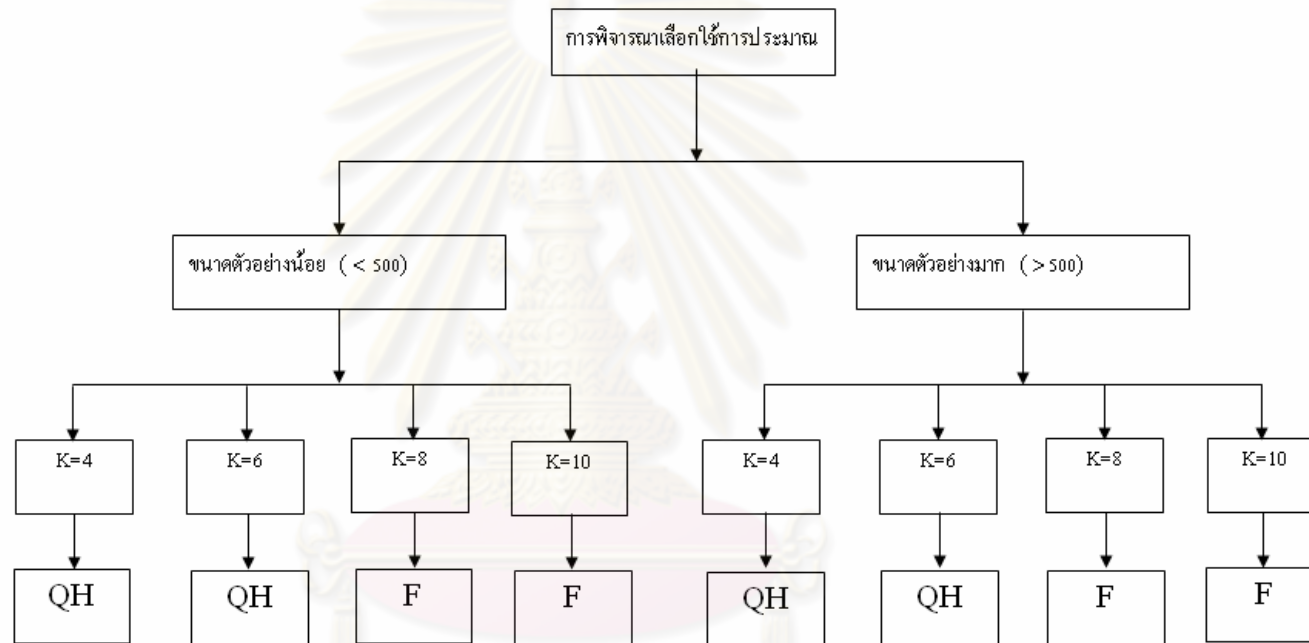 การพิจารณาเลือกใช้การประมาณ
ขนาดตัวอย่างน้อย ( < 500)
ขนาดตัวอย่างมาก ( > 500)
K=4
K=6
K=8
K=10
K=4
K=6
K=8
K=10
QH
QH
F
F
QH
QH
F
F